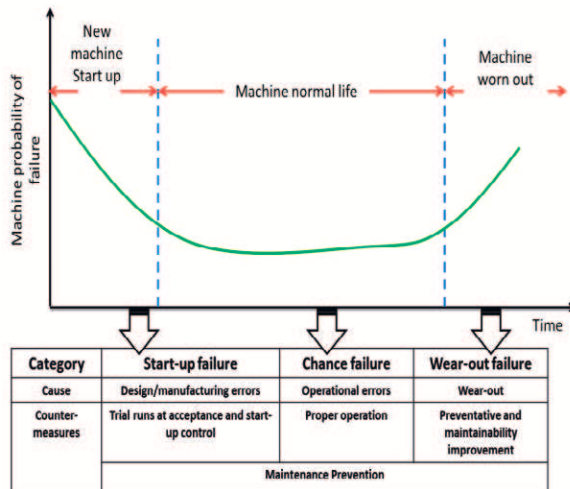 New
machine
Start up
Machine normal life
Machine
worn out
Machine probability of
failure
Time
Category
Start-up failure
Chance failure
Wear-out failure
Cause
Design/manufacturing errors
Operational errors
Wear-out
Counter-
measures
Trial runs at acceptance and start-
up control
Proper operation
Preventative and
maintainability
improvement
Maintenance Prevention